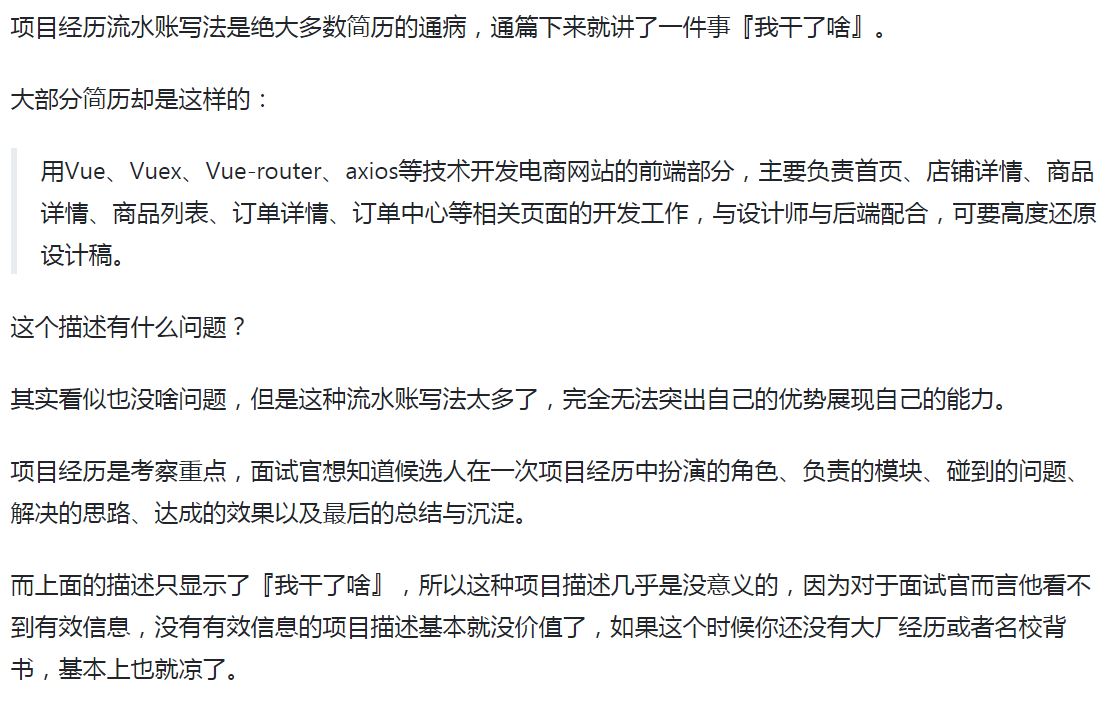 项目经历流水账写法是绝大多数简历的通病，通篇下来就讲了一件事『我干了啥』。
大部分简历却是这样的：
用Vue、Vuex、Vue-router、axios等技术开发电商网站的前端部分，主要负责首页、店铺详情、商品
详情、商品列表、订单详情、订单中心等相关页面的开发工作，与设计师与后端配合，可要高度还原
设计稿。
这个描述有什么问题？
其实看似也没啥问题，但是这种流水账写法太多了，完全无法突出自己的优势展现自己的能力。
项目经历是考察重点，面试官想知道候选人在一次项目经历中扮演的角色、负责的模块、碰到的问题、
解决的思路、达成的效果以及最后的总结与沉淀。
而上面的描述只显示了『我干了啥』，所以这种项目描述几乎是没意义的，因为对于面试官而言他看不
到有效信息，没有有效信息的项目描述基本就没价值了，如果这个时候你还没有大厂经历或者名校背
书，基本上也就凉了。